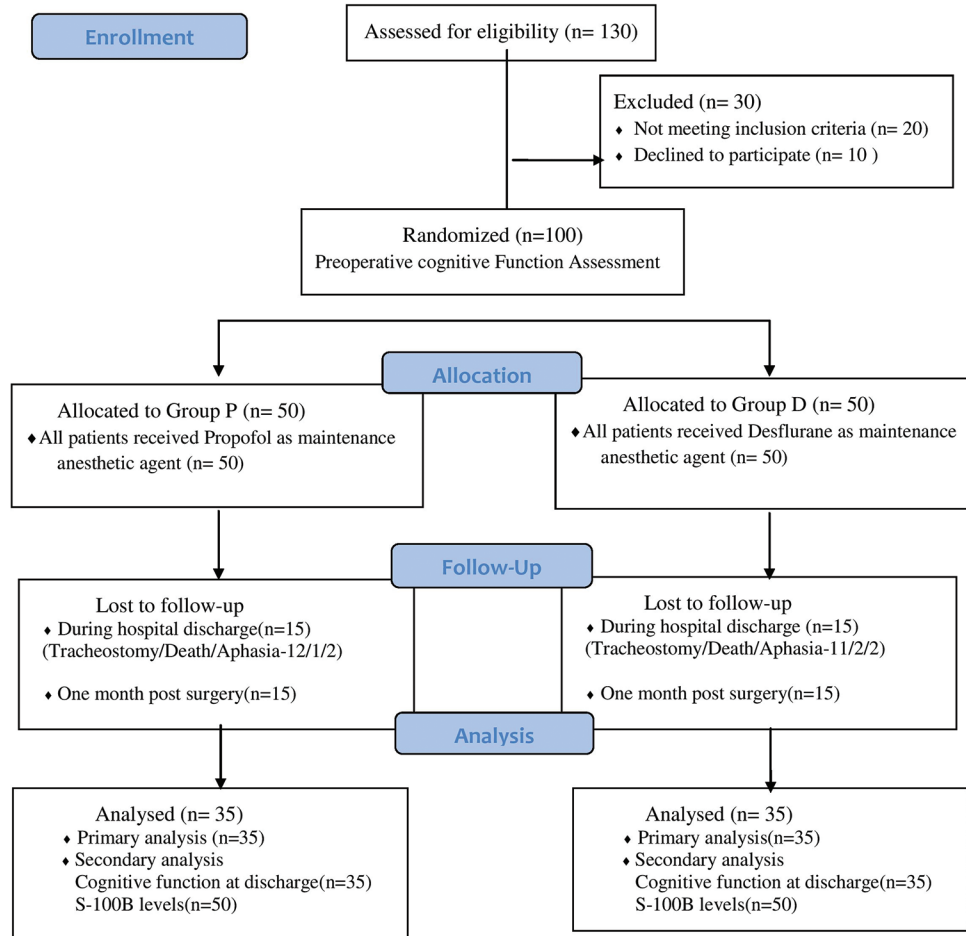 Enrollment
Assessed for eligibility (n= 130)
Excluded (n= 30)
♦ Not meeting inclusion criteria (n= 20)
♦ Declined to participate (n= 10 )
Randomized (n=100)
Preoperative cognitive Function Assessment
Allocation
Allocated to Group P (n= 50)
♦All patients received Propofol as maintenance
anesthetic agent (n= 50)
Allocated to Group D (n= 50)
♦All patients received Desflurane as maintenance
anesthetic agent (n= 50)
Follow-Up
Lost to follow-up
♦ During hospital discharge(n=15)
(Tracheostomy/Death/Aphasia-12/1/2)
♦ One month post surgery(n=15)
Lost to follow-up
♦ During hospital discharge (n=15)
(Tracheostomy/Death/Aphasia-11/2/2)
♦ One month post surgery(n=15)
Analysis
Analysed (n= 35)
♦ Primary analysis (n=35)
♦ Secondary analysis
Cognitive function at discharge(n=35)
S-100B levels(n=50)
Analysed (n= 35)
♦ Primary analysis(n=35)
♦ Secondary analysis
Cognitive function at discharge(n=35)
S-100B levels(n=50)